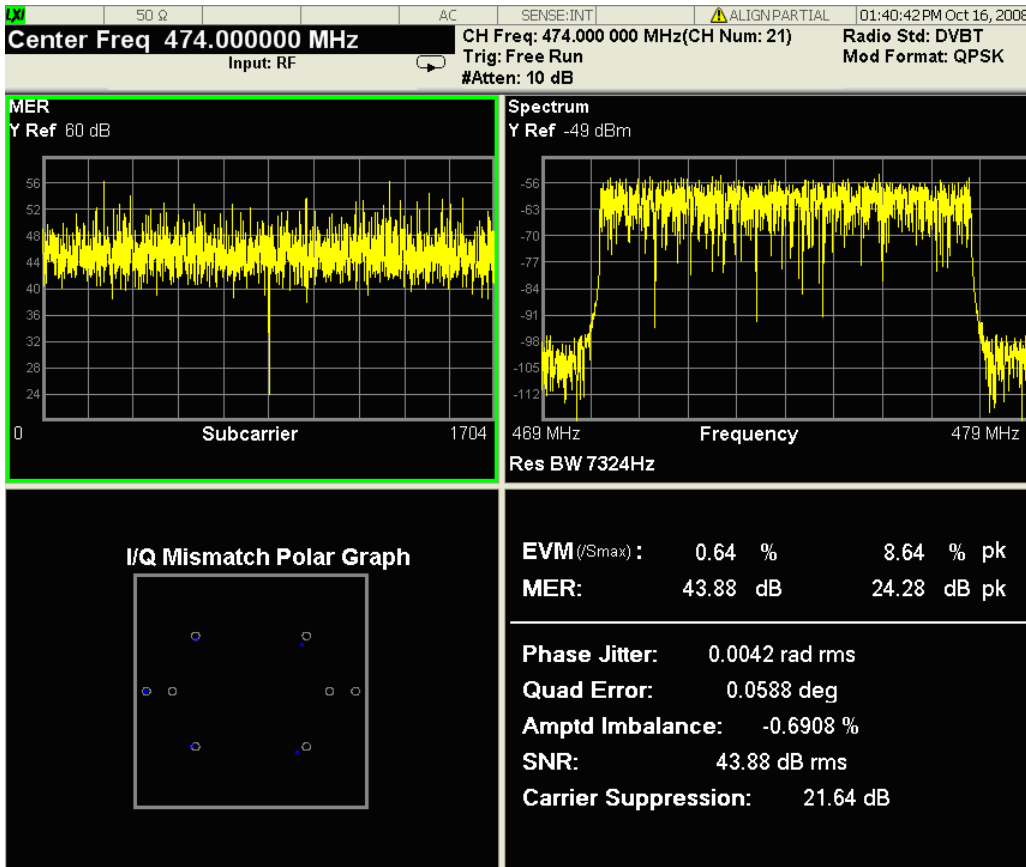 LXI 50 Ω AC SENSE:INT ALIGN PARTIAL 01:40:42 PM Oct 16, 2008
Center Freq 474.000000 MHz
Input: RF
CH Freq: 474.000 000 MHz(CH Num: 21)
Trig: Free Run
#Atten: 10 dB
Radio Std: DVBT
Mod Format: QPSK
MER
Y Ref 60 dB
56
52
48
44
40
36
32
28
24
0 Subcarrier 1704
Spectrum
Y Ref -49 dBm
-56
-63
-70
-77
-84
-91
-98
-105
-112
469 MHz Frequency 479 MHz
Res BW 7324Hz
I/Q Mismatch Polar Graph
EVM(/Smax) : 0.64 % 8.64 % pk
MER: 43.88 dB 24.28 dB pk
Phase Jitter: 0.0042 rad rms
Quad Error: 0.0588 deg
Amptd Imbalance: -0.6908 %
SNR: 43.88 dB rms
Carrier Suppression: 21.64 dB